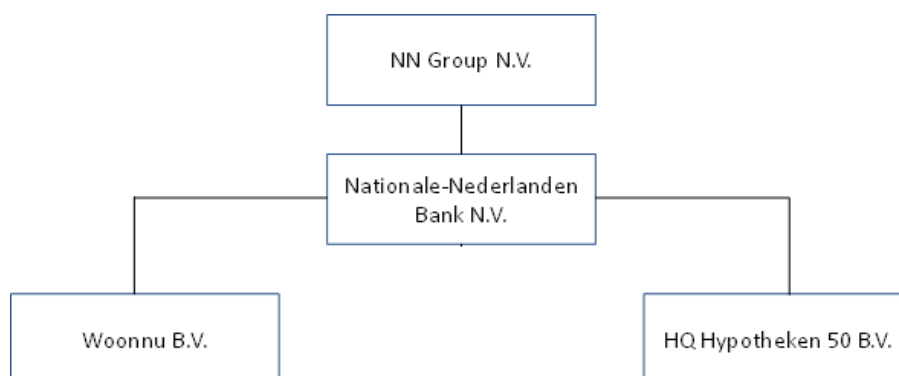 NN Group N.V.
Nationale-Nederlanden
Bank N.V.
Woonnu B.V.
HQ Hypotheken 50 B.V.